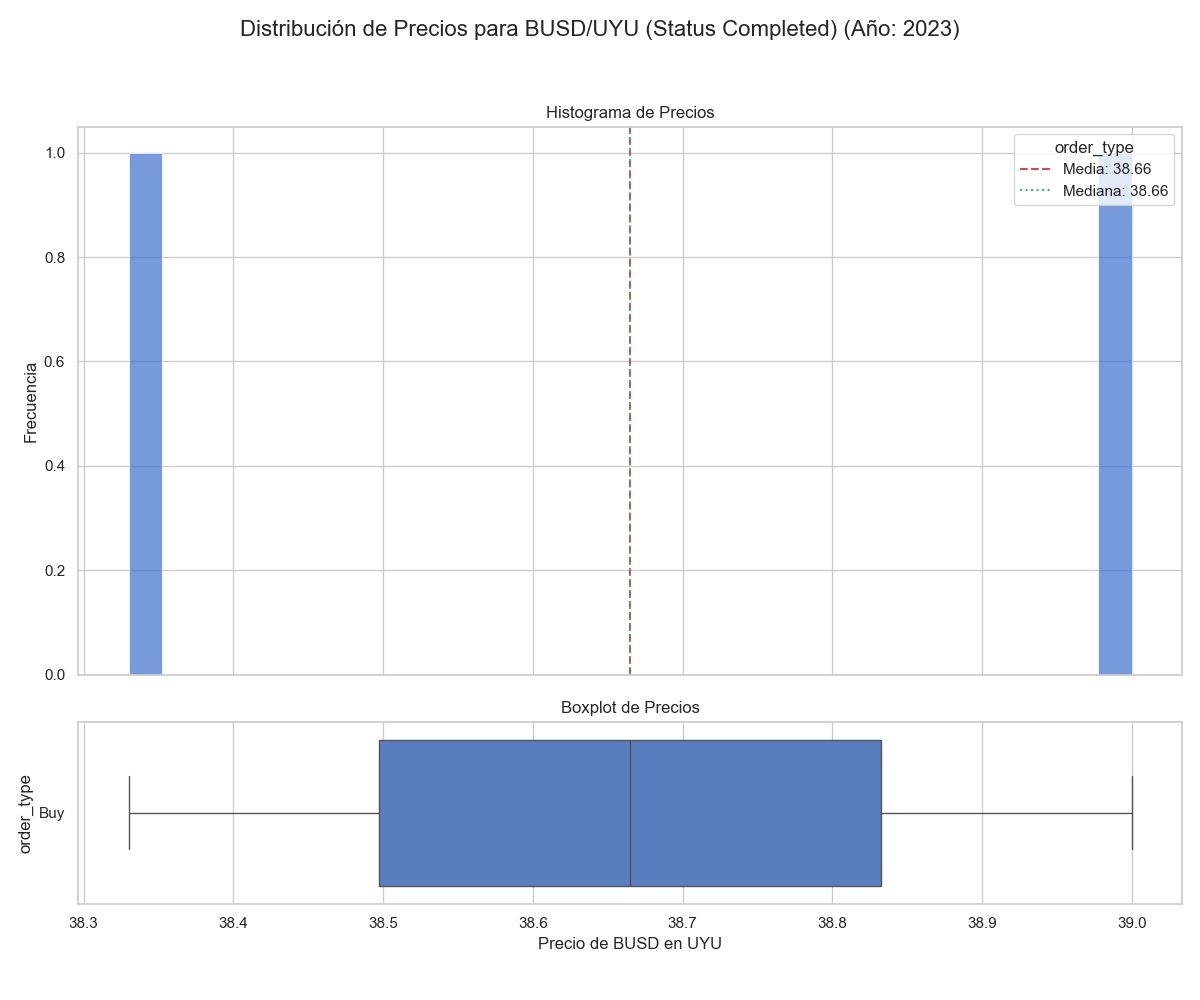 Distribución de Precios para BUSD/UYU (Status Completed) (Año: 2023)
Histograma de Precios
order_type
Media: 38.66
Mediana: 38.66
Frecuencia
1.0
0.8
0.6
0.4
0.2
0.0
Boxplot de Precios
order_type
Buy
38.3 38.4 38.5 38.6 38.7 38.8 38.9 39.0
Precio de BUSD en UYU